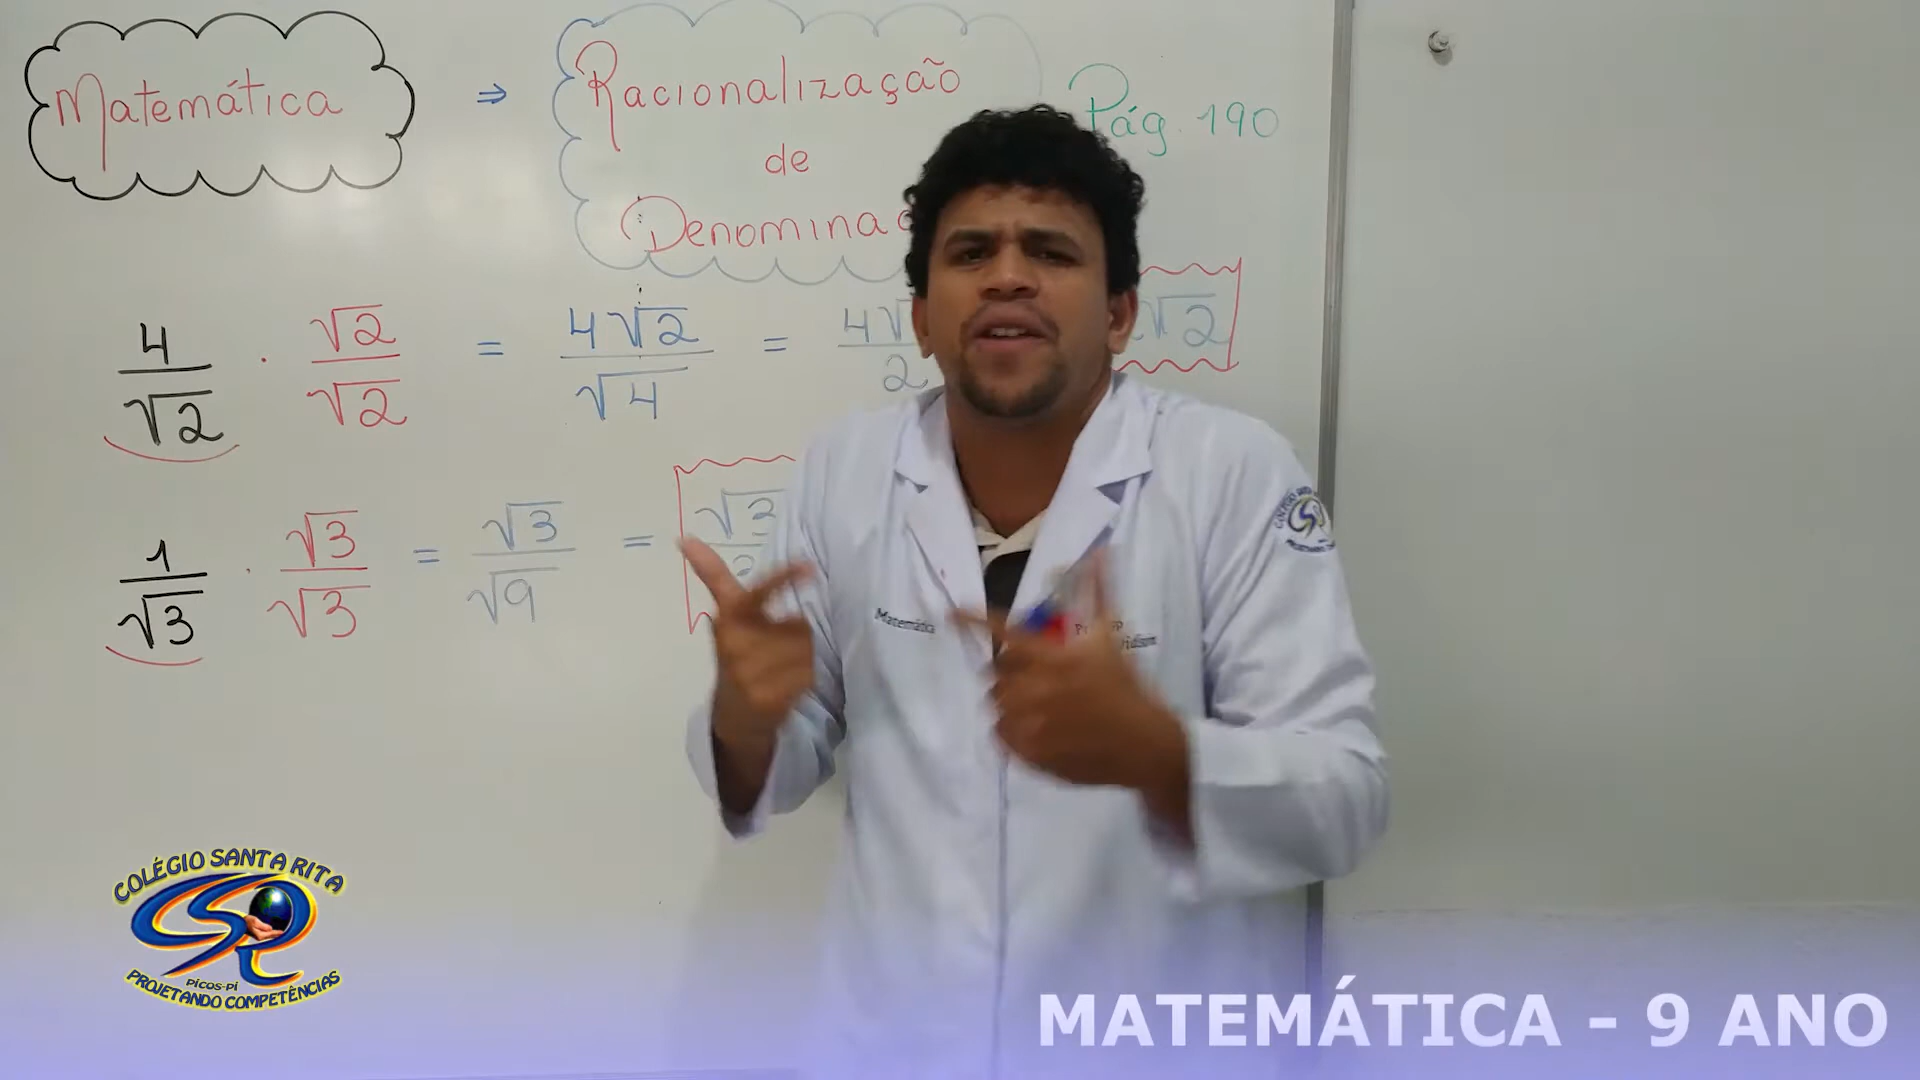 Matemática ⇒ Racionalização
de
Denomina
Pág. 190
4/√2 · √2/√2 = 4√2/√4 = 4√/2 √2
1/√3 · √3/√3 = √3/√9 = √3
Matemática
COLÉGIO SANTA RITA
PICOS-PI
PROJETANDO COMPETÊNCIAS
MATEMÁTICA - 9 ANO